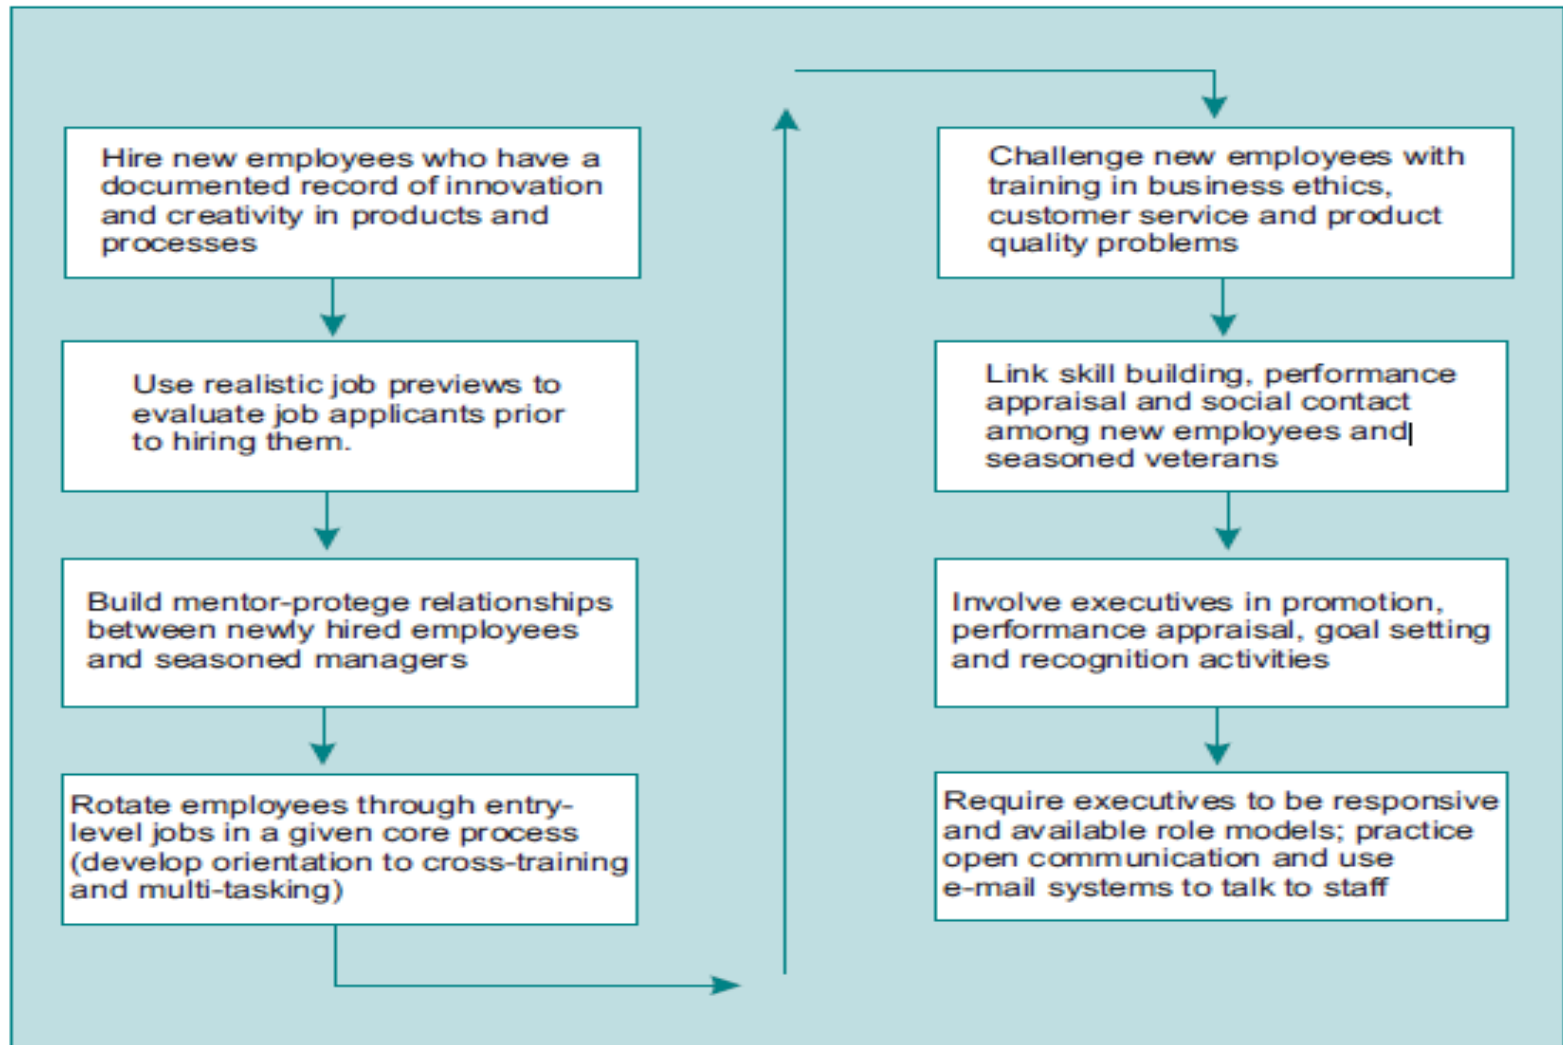 Hire new employees who have a
documented record of innovation
and creativity in products and
processes
Use realistic job previews to
evaluate job applicants prior
to hiring them.
Build mentor-protege relationships
between newly hired employees
and seasoned managers
Rotate employees through entry-
level jobs in a given core process
(develop orientation to cross-training
and multi-tasking)
Challenge new employees with
training in business ethics,
customer service and product
quality problems
Link skill building, performance
appraisal and social contact
among new employees and
seasoned veterans
Involve executives in promotion,
performance appraisal, goal setting
and recognition activities
Require executives to be responsive
and available role models; practice
open communication and use
e-mail systems to talk to staff